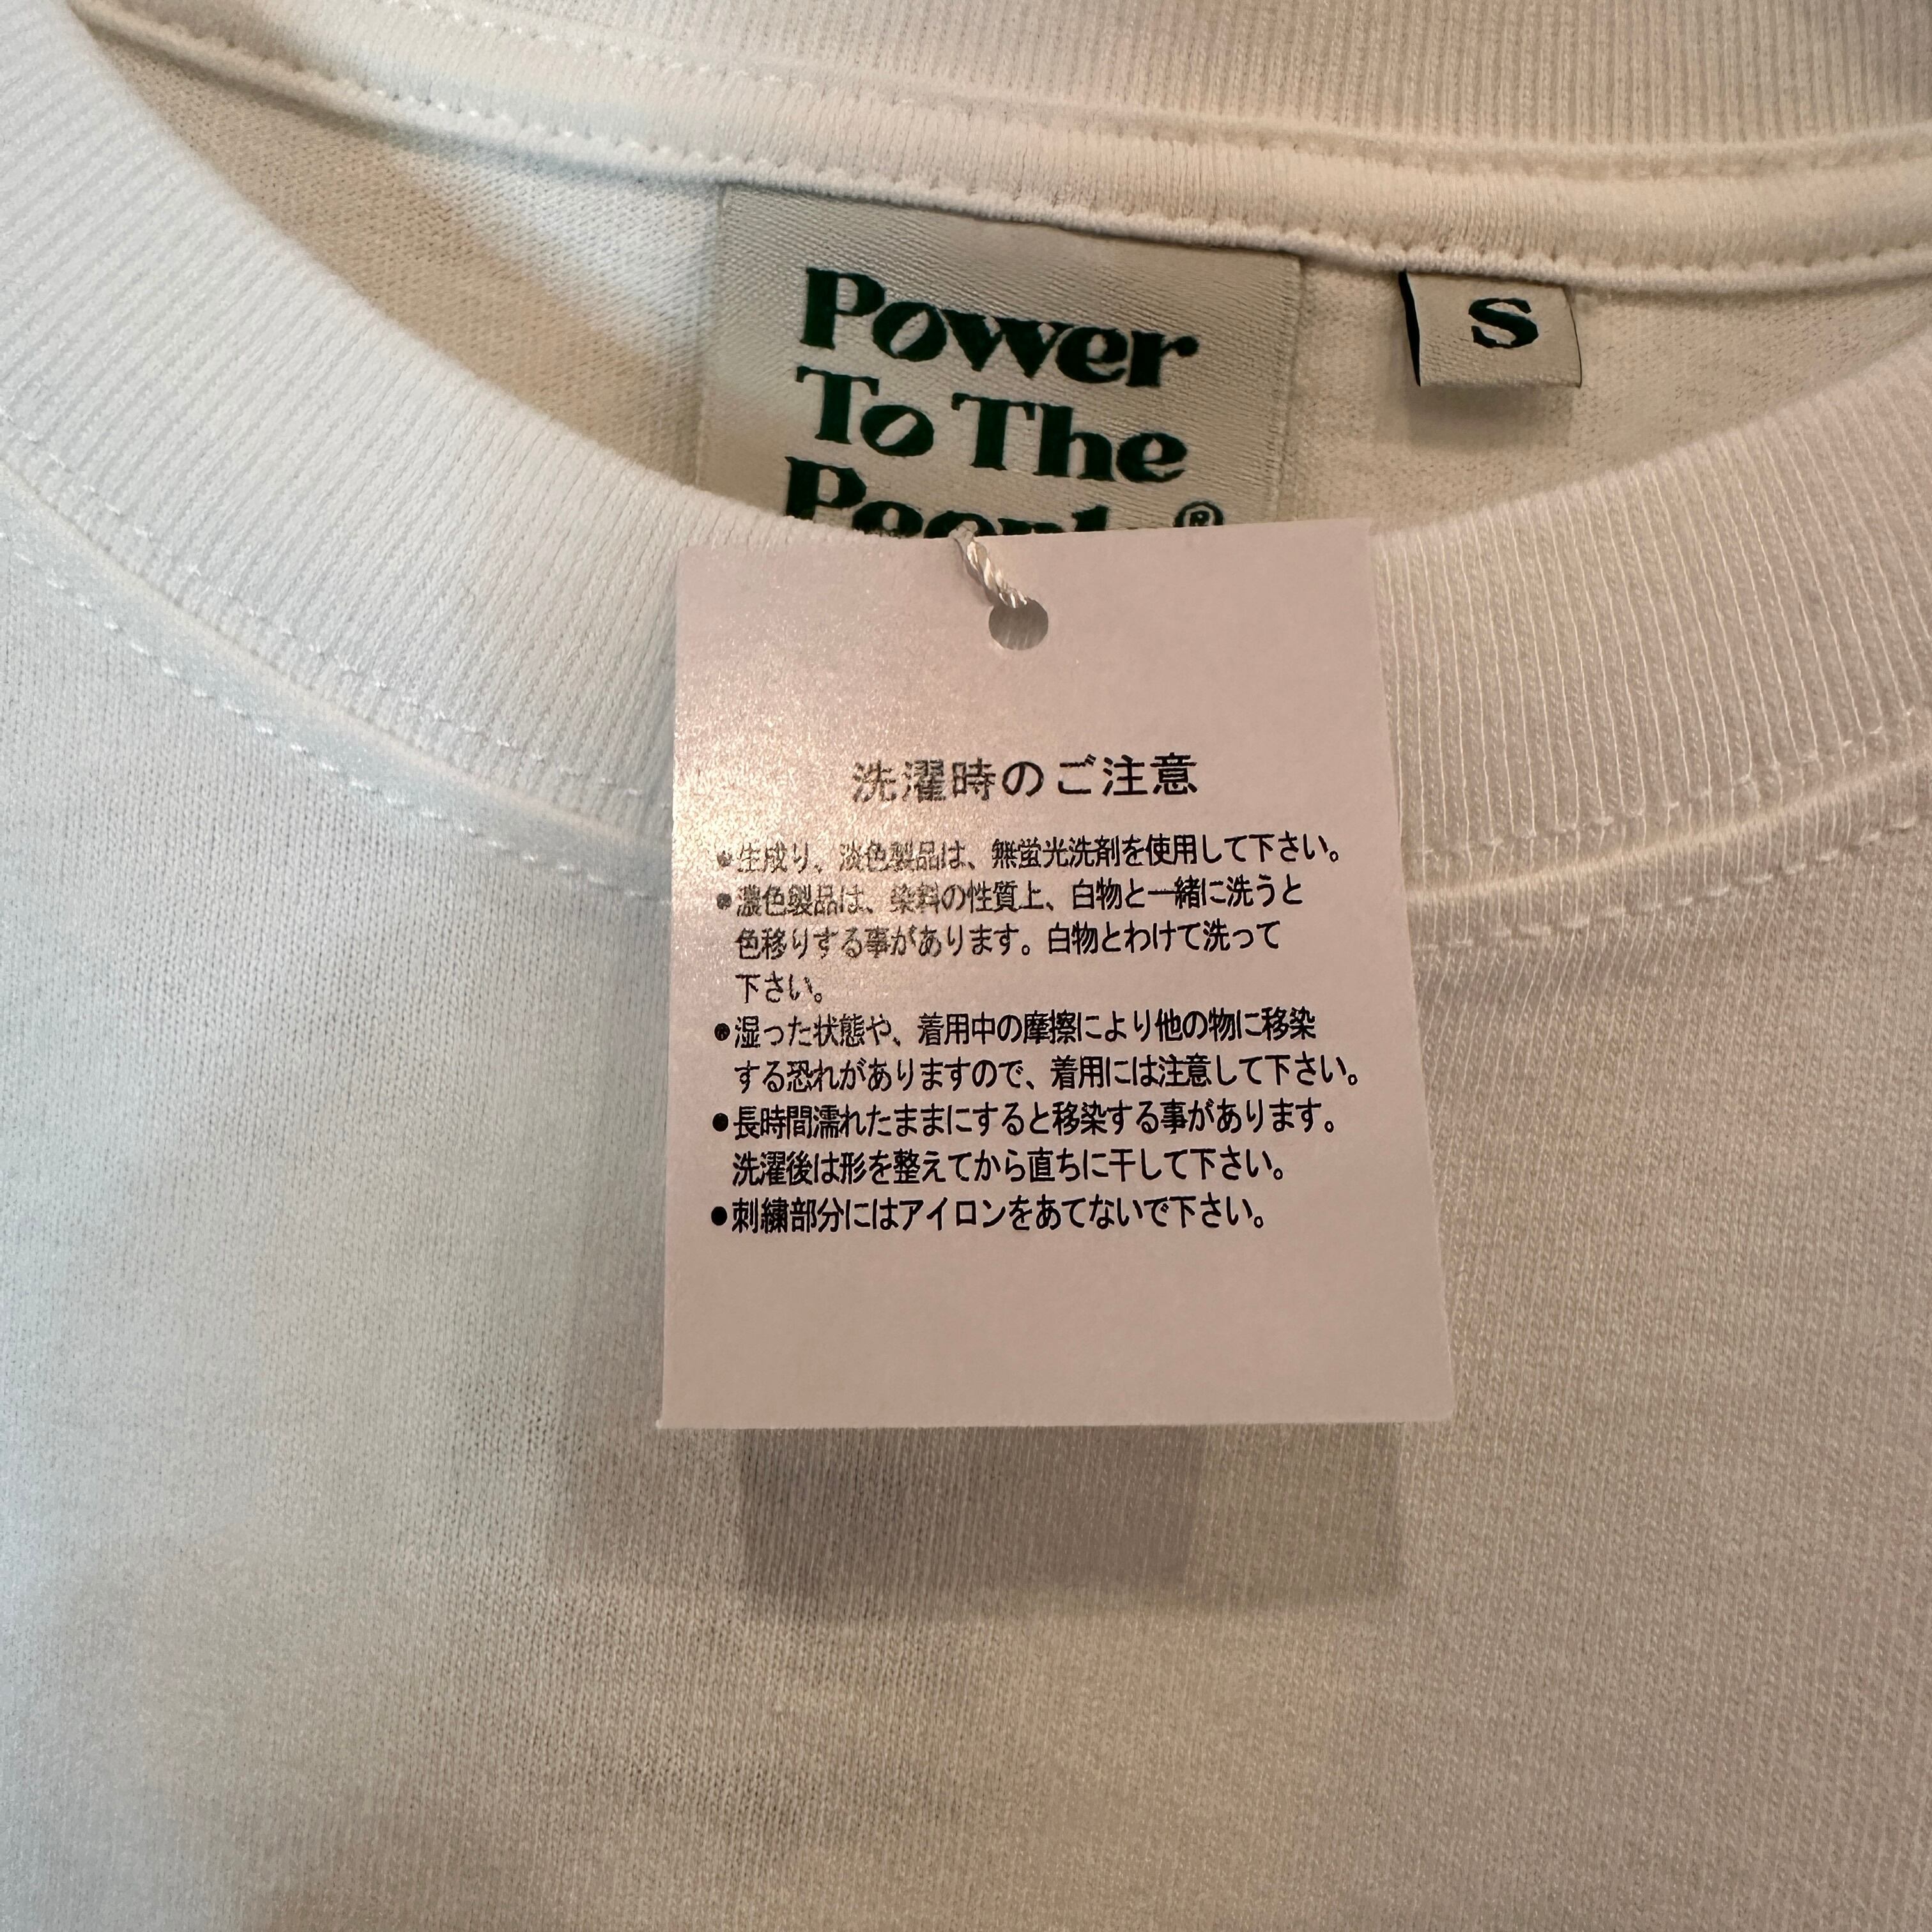 Power
To The
People®
S
洗濯時のご注意
●生成り、淡色製品は、無蛍光洗剤を使用して下さい。
●濃色製品は、染料の性質上、白物と一緒に洗うと
色移りする事があります。白物とわけて洗って
下さい。
●湿った状態や、着用中の摩擦により他の物に移染
する恐れがありますので、着用には注意して下さい。
●長時間濡れたままにすると移染する事があります。
洗濯後は形を整えてから直ちに干して下さい。
●刺繍部分にはアイロンをあてないで下さい。